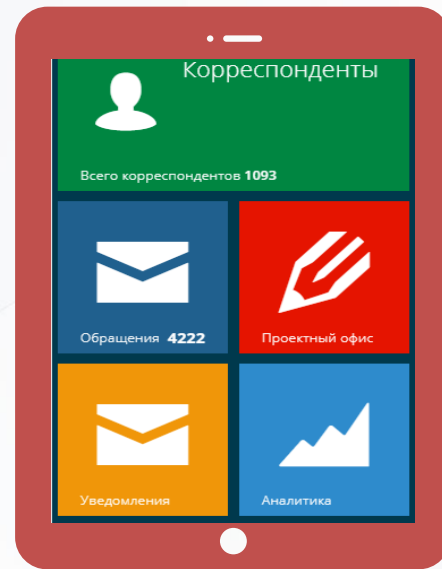 Корреспонденты
Всего корреспондентов 1093
Обращения 4222
Проектный офис
Уведомления
Аналитика